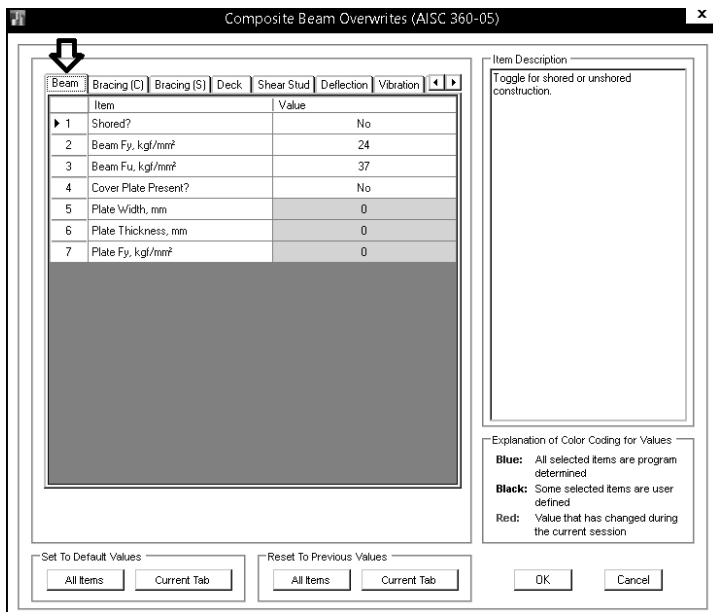 Composite Beam Overwrites (AISC 360-05)
x
Beam Bracing (C) Bracing (S) Deck Shear Stud Deflection Vibration
Item Value
1 Shored? No
2 Beam Fy, kgf/mm² 24
3 Beam Fu, kgf/mm² 37
4 Cover Plate Present? No
5 Plate Width, mm 0
6 Plate Thickness, mm 0
7 Plate Fy, kgf/mm² 0
Item Description
Toggle for shored or unshored
construction.
Explanation of Color Coding for Values
Blue: All selected items are program
determined
Black: Some selected items are user
defined
Red: Value that has changed during
the current session
Set To Default Values
All Items Current Tab
Reset To Previous Values
All Items Current Tab
OK Cancel